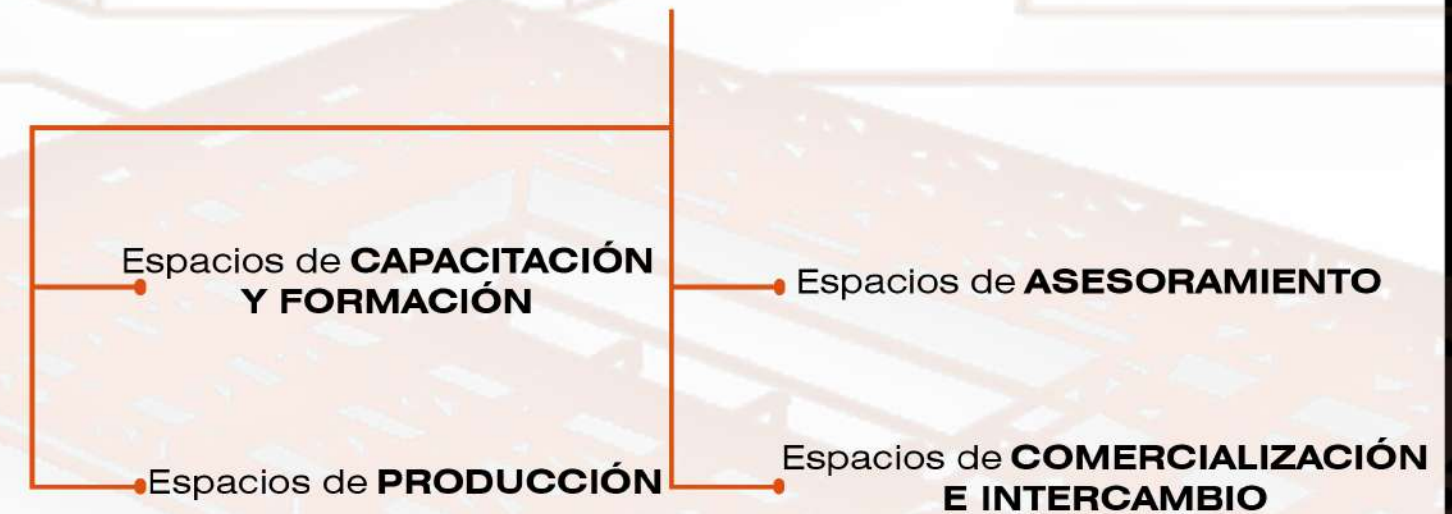 Espacios de CAPACITACIÓN
Y FORMACIÓN
Espacios de ASESORAMIENTO
Espacios de PRODUCCIÓN
Espacios de COMERCIALIZACIÓN
E INTERCAMBIO